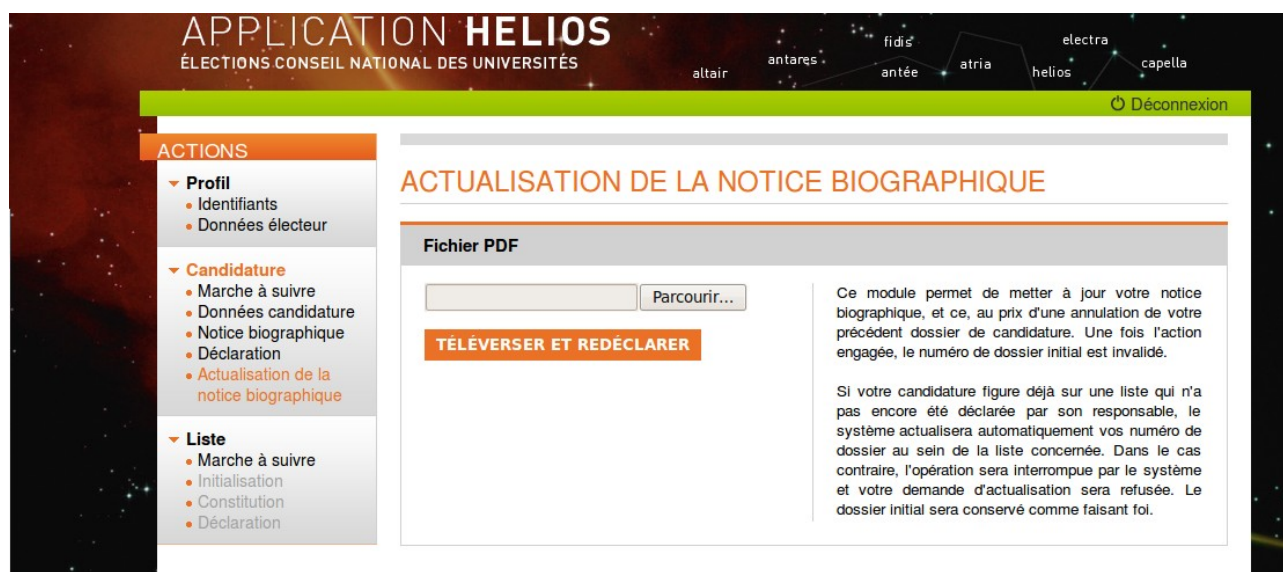 APPLICATION HELIOS
ÉLECTIONS CONSEIL NATIONAL DES UNIVERSITÉS
altair
antares
fidis
antée
atria
electra
helios
capella
Déconnexion
ACTIONS
Profil
Identifiants
Données électeur
Candidature
Marche à suivre
Données candidature
Notice biographique
Déclaration
Actualisation de la
notice biographique
Liste
Marche à suivre
Initialisation
Constitution
Déclaration
ACTUALISATION DE LA NOTICE BIOGRAPHIQUE
Fichier PDF
Parcourir...
TÉLÉVERSER ET REDÉCLARER
Ce module permet de metter à jour votre notice
biographique, et ce, au prix d'une annulation de votre
précédent dossier de candidature. Une fois l'action
engagée, le numéro de dossier initial est invalidé.
Si votre candidature figure déjà sur une liste qui n'a
pas encore été déclarée par son responsable, le
système actualisera automatiquement vos numéro de
dossier au sein de la liste concernée. Dans le cas
contraire, l'opération sera interrompue par le système
et votre demande d'actualisation sera refusée. Le
dossier initial sera conservé comme faisant foi.